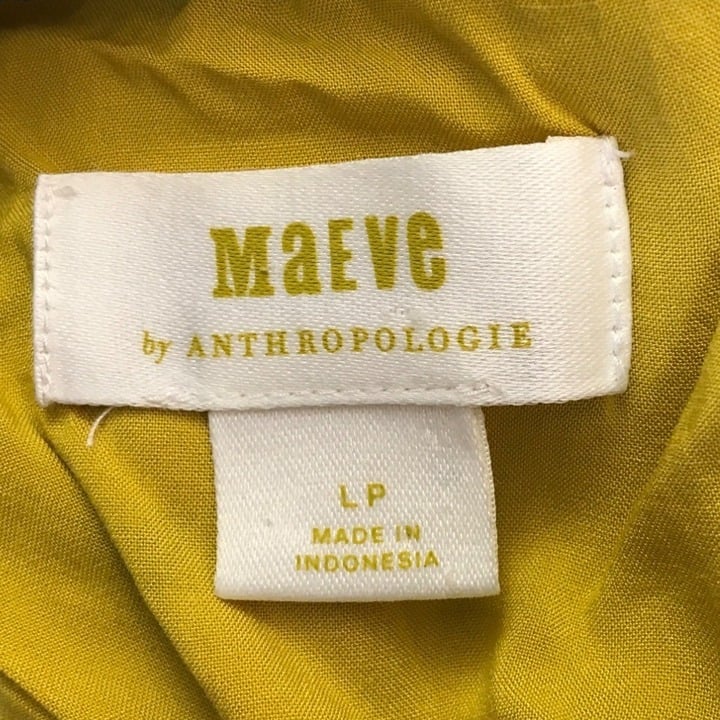 MaEve
by ANTHROPOLOGIE
LP
MADE IN
INDONESIA